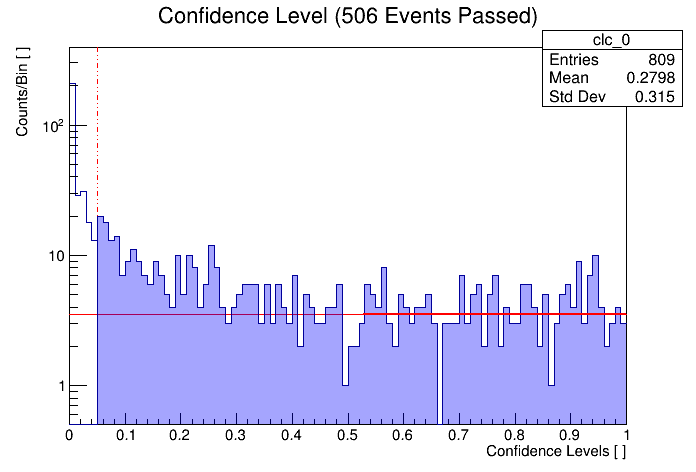 Confidence Level (506 Events Passed)
clc_0
Entries 809
Mean 0.2798
Std Dev 0.315
Counts/Bin [ ]
10²
10
1
0 0.1 0.2 0.3 0.4 0.5 0.6 0.7 0.8 0.9 1
Confidence Levels [ ]